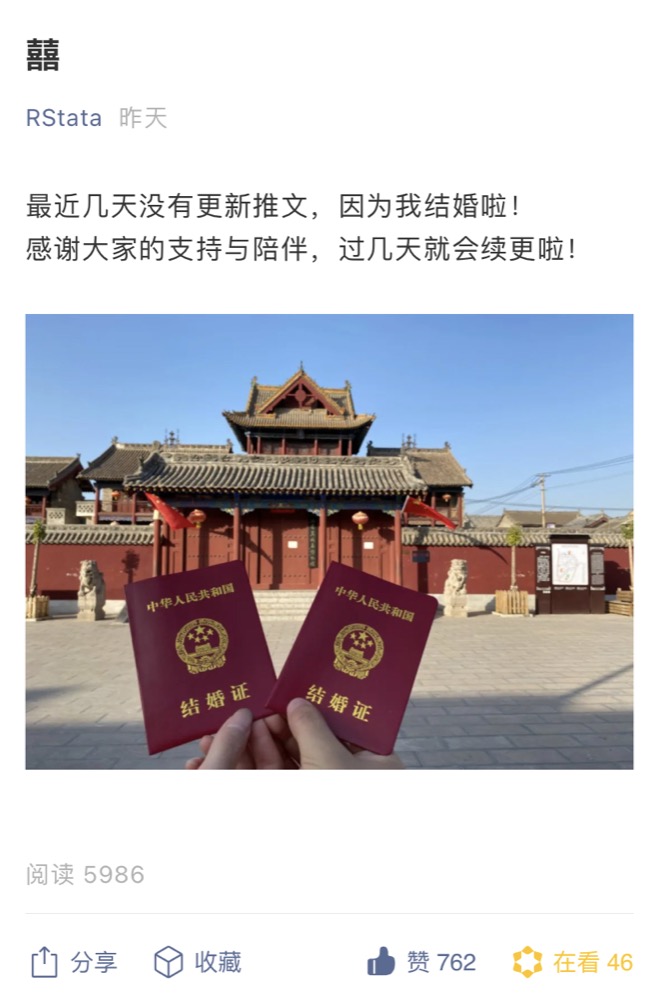 囍
RStata 昨天
最近几天没有更新推文，因为我结婚啦！
感谢大家的支持与陪伴，过几天就会续更啦！
中华人民共和国
结婚证
中华人民共和国
结婚证
阅读 5986
分享 收藏 赞 762 在看 46